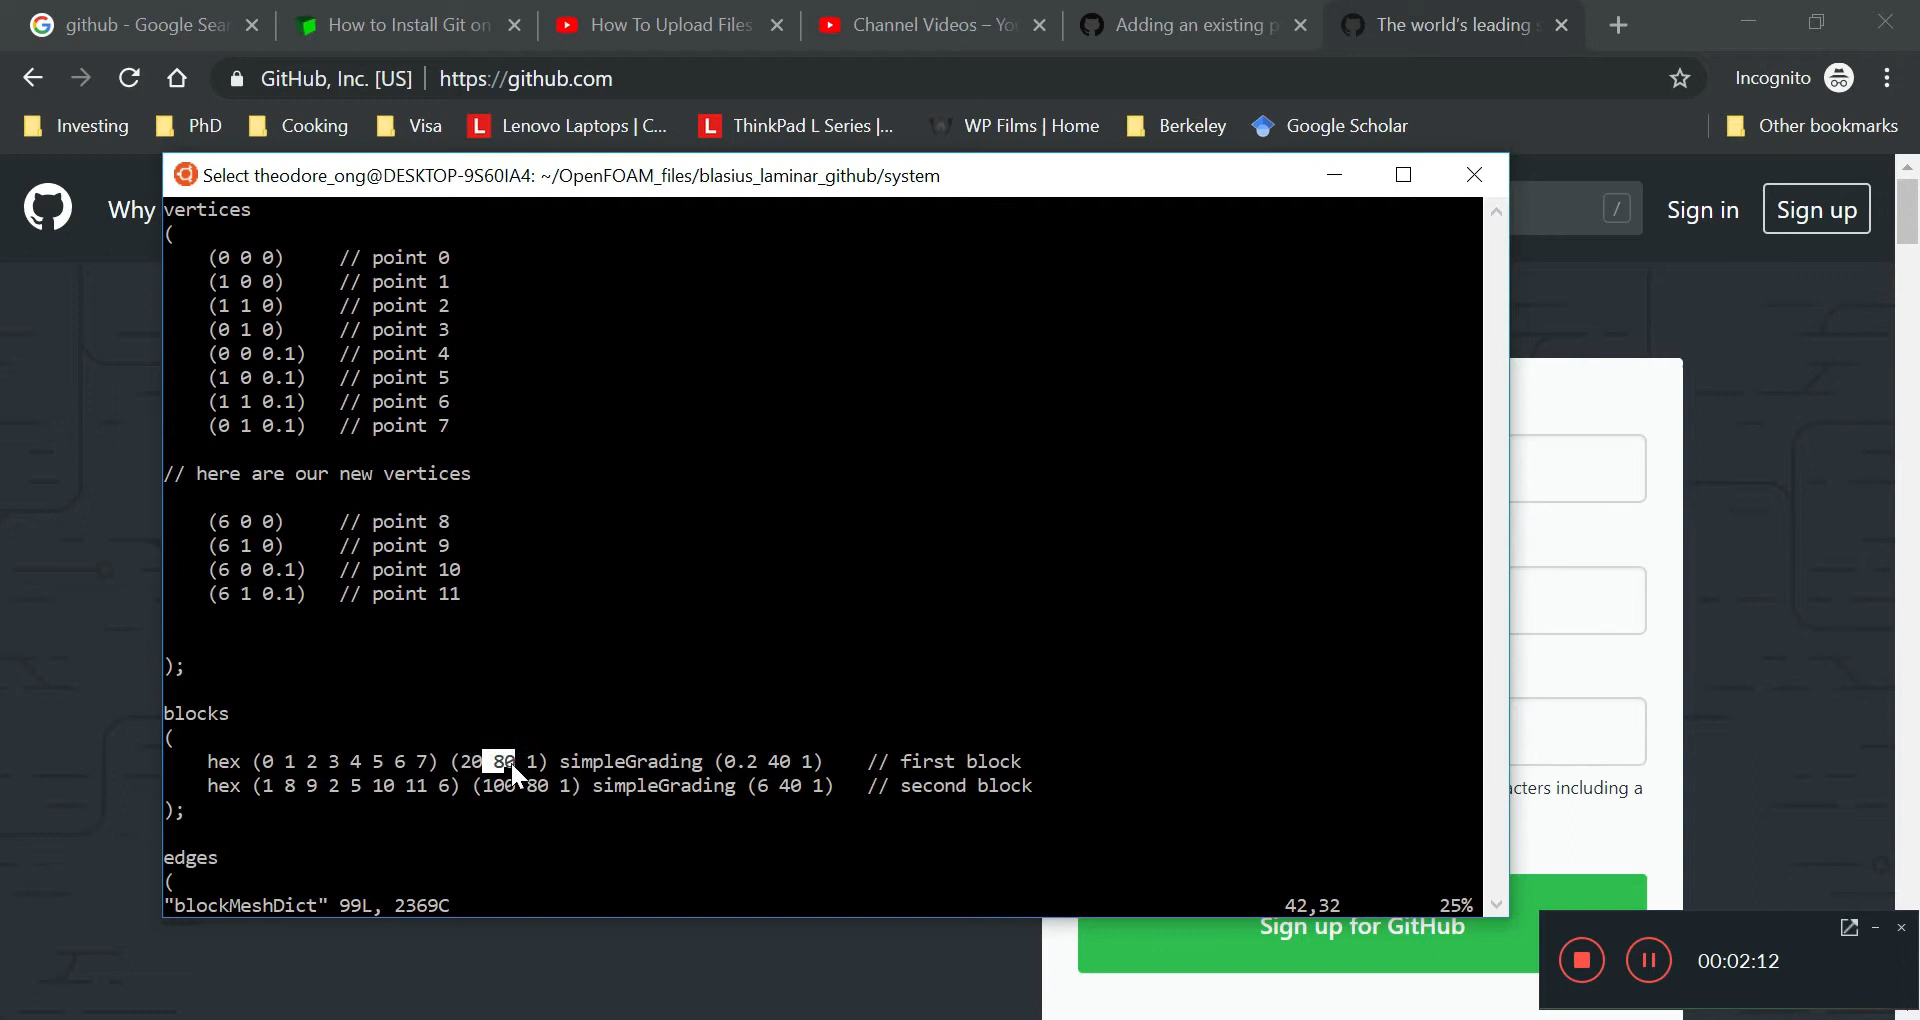 github - Google Sear
How to Install Git on
How To Upload Files
Channel Videos – Yo
Adding an existing p
The world's leading s
GitHub, Inc. [US]
https://github.com
Incognito
Investing
PhD
Cooking
Visa
Lenovo Laptops | C...
ThinkPad L Series |...
WP Films | Home
Berkeley
Google Scholar
Other bookmarks
Select theodore_ong@DESKTOP-9S60IA4: ~/OpenFOAM_files/blasius_laminar_github/system
Why
/
Sign in
Sign up
vertices
(
(0 0 0) // point 0
(1 0 0) // point 1
(1 1 0) // point 2
(0 1 0) // point 3
(0 0 0.1) // point 4
(1 0 0.1) // point 5
(1 1 0.1) // point 6
(0 1 0.1) // point 7
// here are our new vertices
(6 0 0) // point 8
(6 1 0) // point 9
(6 0 0.1) // point 10
(6 1 0.1) // point 11
);
blocks
(
hex (0 1 2 3 4 5 6 7) (20 80 1) simpleGrading (0.2 40 1) // first block
hex (1 8 9 2 5 10 11 6) (100 80 1) simpleGrading (6 40 1) // second block
);
edges
(
"blockMeshDict" 99L, 2369C 42,32 25%
acters including a
Sign up for GitHub
00:02:12